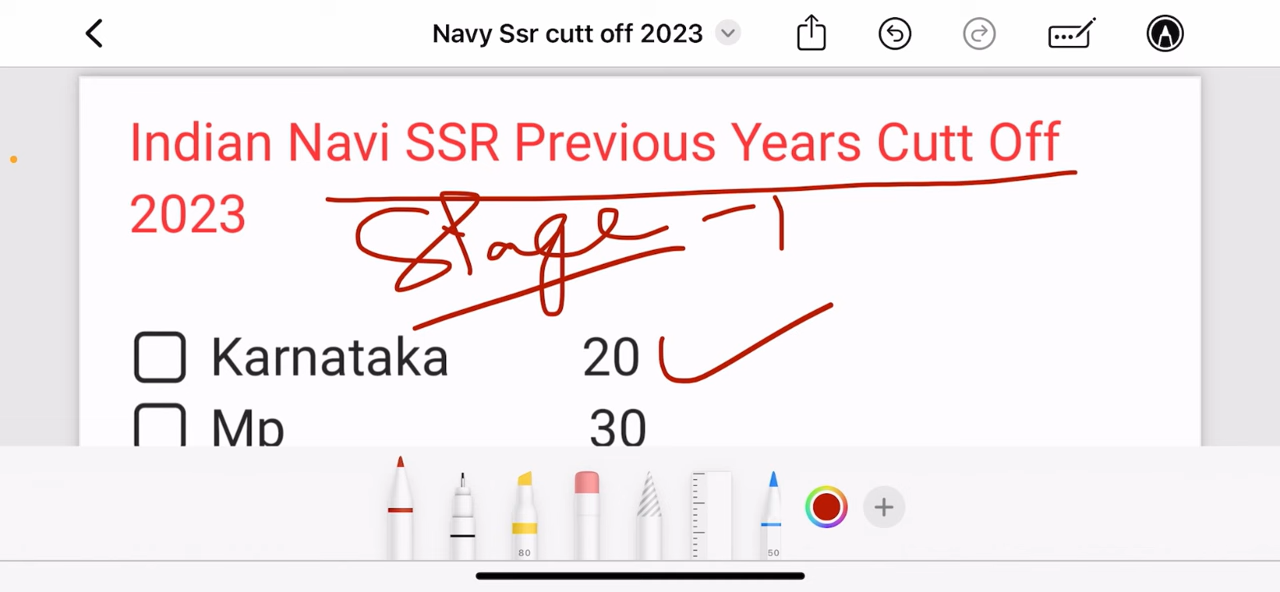 Navy Ssr cutt off 2023
Indian Navi SSR Previous Years Cutt Off
2023
Stage -1
Karnataka 20
Mp 30
80
50